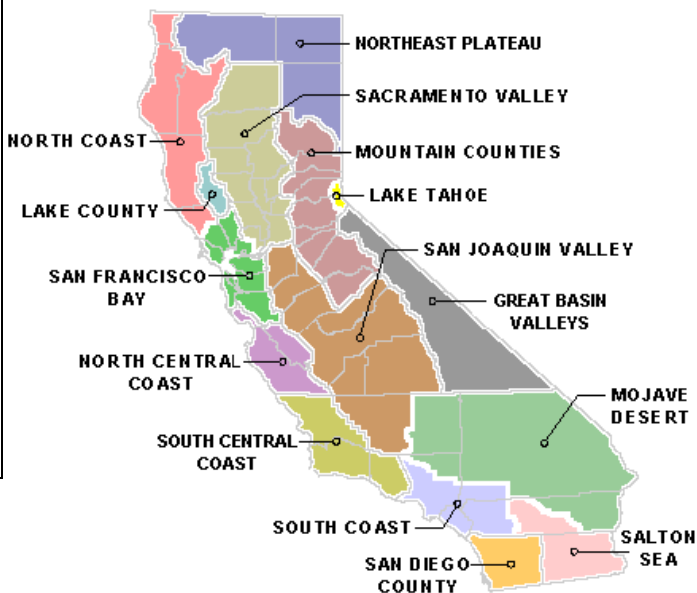 NORTHEAST PLATEAU
SACRAMENTO VALLEY
NORTH COAST
MOUNTAIN COUNTIES
LAKE TAHOE
LAKE COUNTY
SAN JOAQUIN VALLEY
SAN FRANCISCO
BAY
GREAT BASIN
VALLEYS
NORTH CENTRAL
COAST
MOJAVE
DESERT
SOUTH CENTRAL
COAST
SOUTH COAST
SALTON
SEA
SAN DIEGO
COUNTY